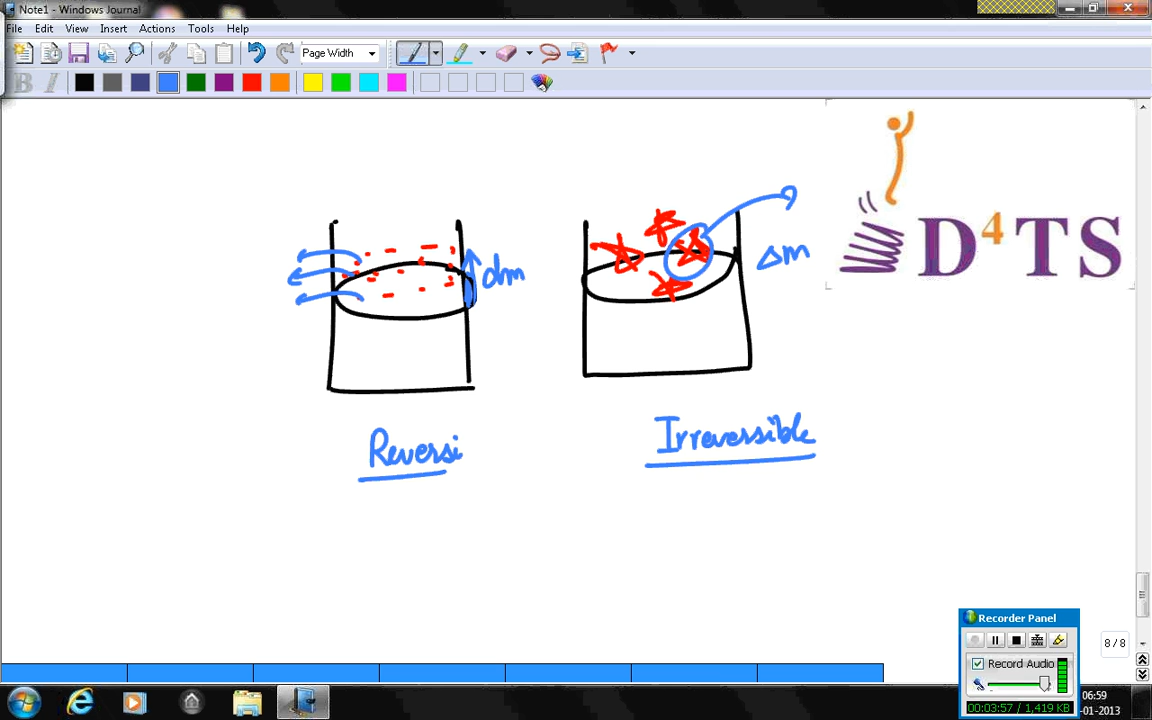 Note1 - Windows Journal
File Edit View Insert Actions Tools Help
Page Width
B I
dm
Δm
D4TS
Reversi
Irreversible
Recorder Panel
Record Audio
00:03:57 / 1,419 KB
8 / 8
06:59
-01-2013